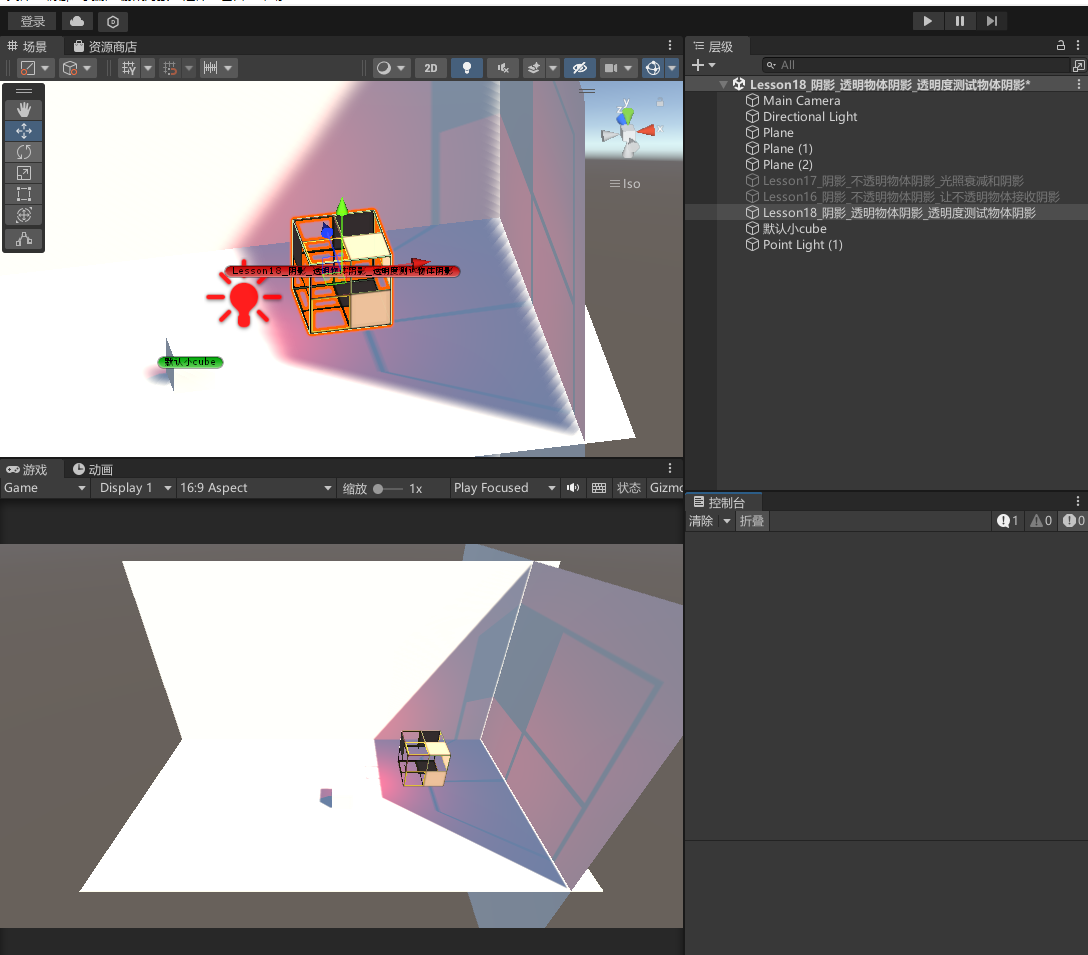 登录
场景
资源商店
2D
Y
y
z
x
Iso
Lesson18_阴影_透明物体阴影_透明度测试物体阴影
默认小cube
层级
All
Lesson18_阴影_透明物体阴影_透明度测试物体阴影*
Main Camera
Directional Light
Plane
Plane (1)
Plane (2)
Lesson17_阴影_不透明物体阴影_光照衰减和阴影
Lesson16_阴影_不透明物体阴影_让不透明物体接收阴影
Lesson18_阴影_透明物体阴影_透明度测试物体阴影
默认小cube
Point Light (1)
游戏
动画
Game
Display 1
16:9 Aspect
缩放
1x
Play Focused
状态
Gizmo
控制台
清除
折叠
1
0
0